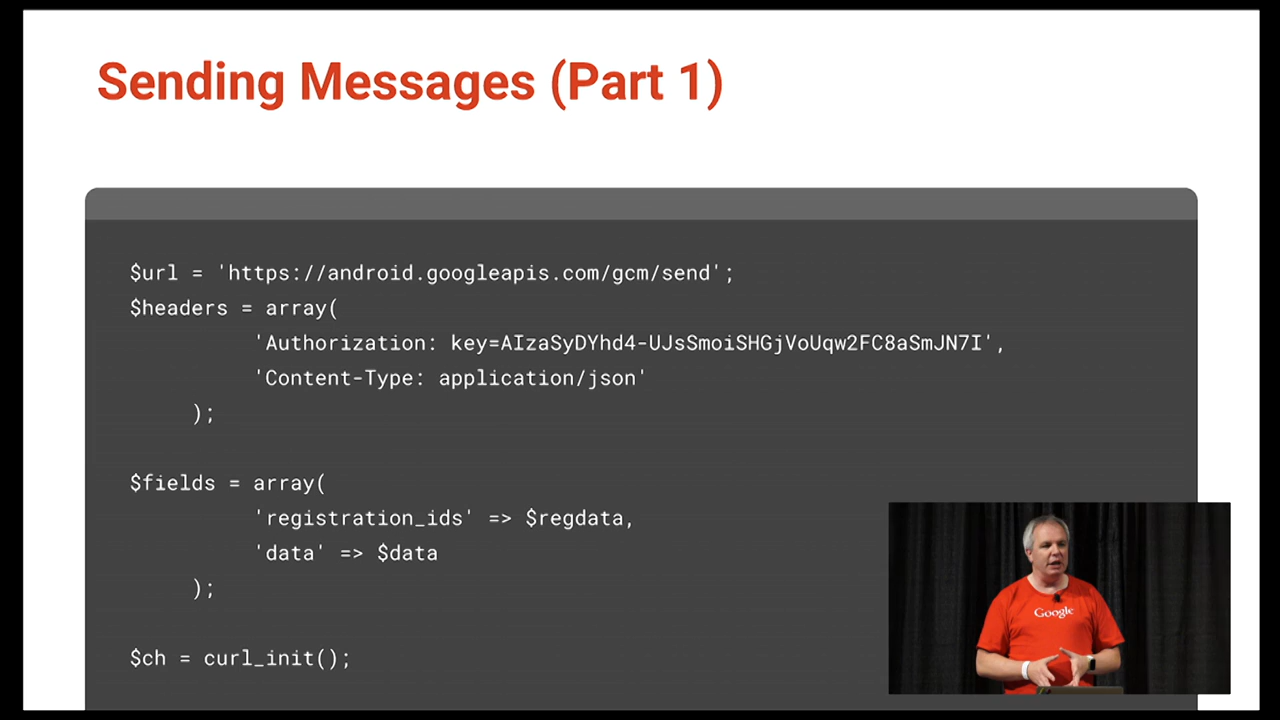 Sending Messages (Part 1)
$url = 'https://android.googleapis.com/gcm/send';
$headers = array(
'Authorization: key=AIzaSyDYhd4-UJsSmoiSHGjVoUqw2FC8aSmJN7I',
'Content-Type: application/json'
);
$fields = array(
'registration_ids' => $regdata,
'data' => $data
);
$ch = curl_init();
Google